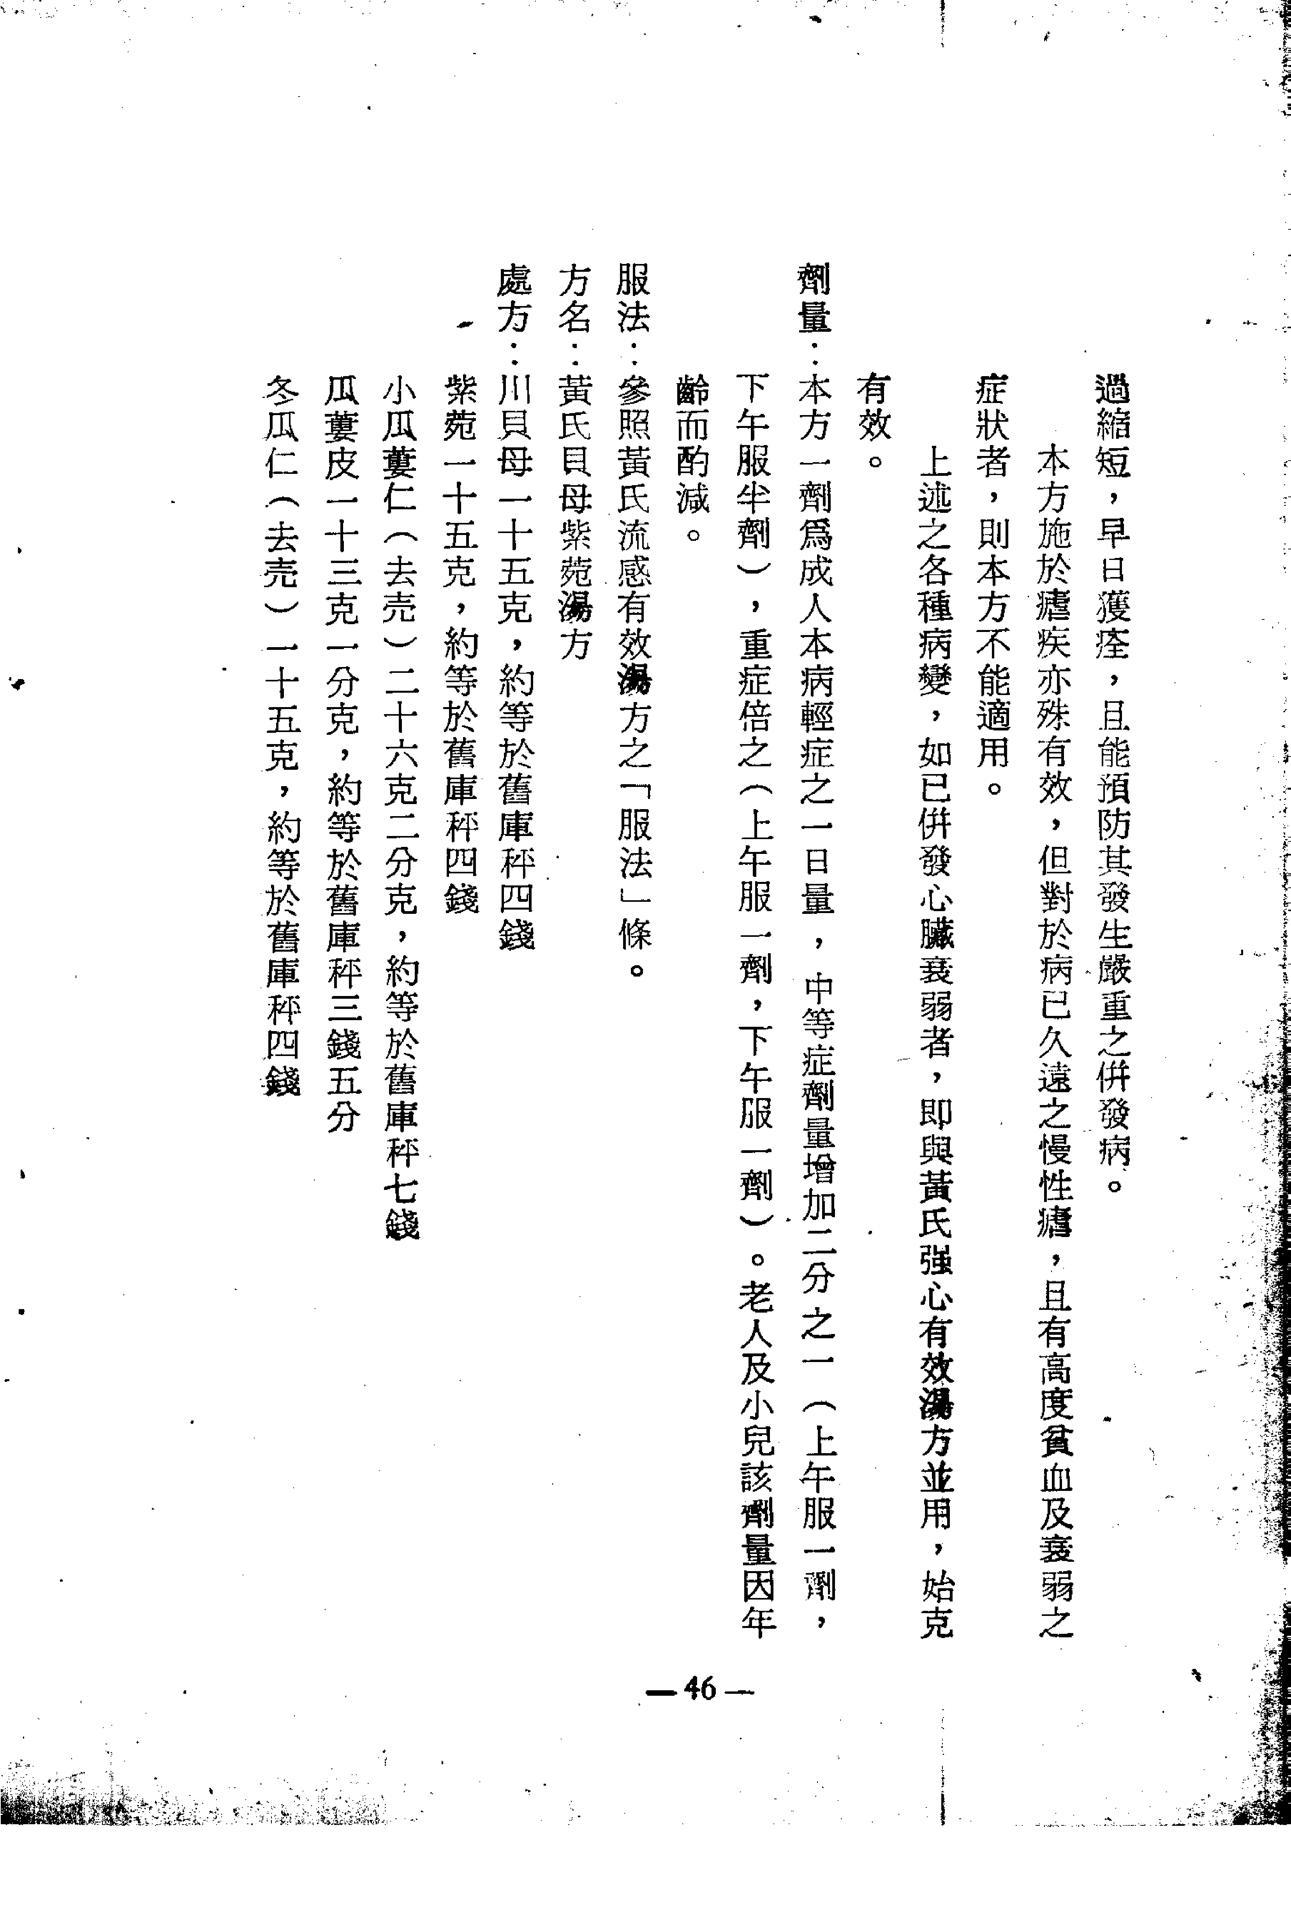 過縮短，早日獲痊，且能預防其發生嚴重之併發病。
本方施於瘧疾亦殊有效，但對於病已久遠之慢性瘧，且有高度貧血及衰弱之
症狀者，則本方不能適用。
上述之各種病變，如已併發心臟衰弱者，即與黃氏强心有效湯方並用，始克
有效。
劑量：本方一劑爲成人本病輕症之一日量，中等症劑量增加二分之一（上午服一劑，
下午服半劑），重症倍之（上午服一劑，下午服一劑）。老人及小兒該劑量因年
齡而酌減。
服法：參照黃氏流感有效湯方之「服法」條。
方名：黃氏貝母紫菀湯方
處方：川貝母一十五克，約等於舊庫秤四錢
紫菀一十五克，約等於舊庫秤四錢
小瓜蔞仁（去壳）二十六克二分克，約等於舊庫秤七錢
瓜蔞皮一十三克一分克，約等於舊庫秤三錢五分
冬瓜仁（去壳）一十五克，約等於舊庫秤四錢
— 46 —